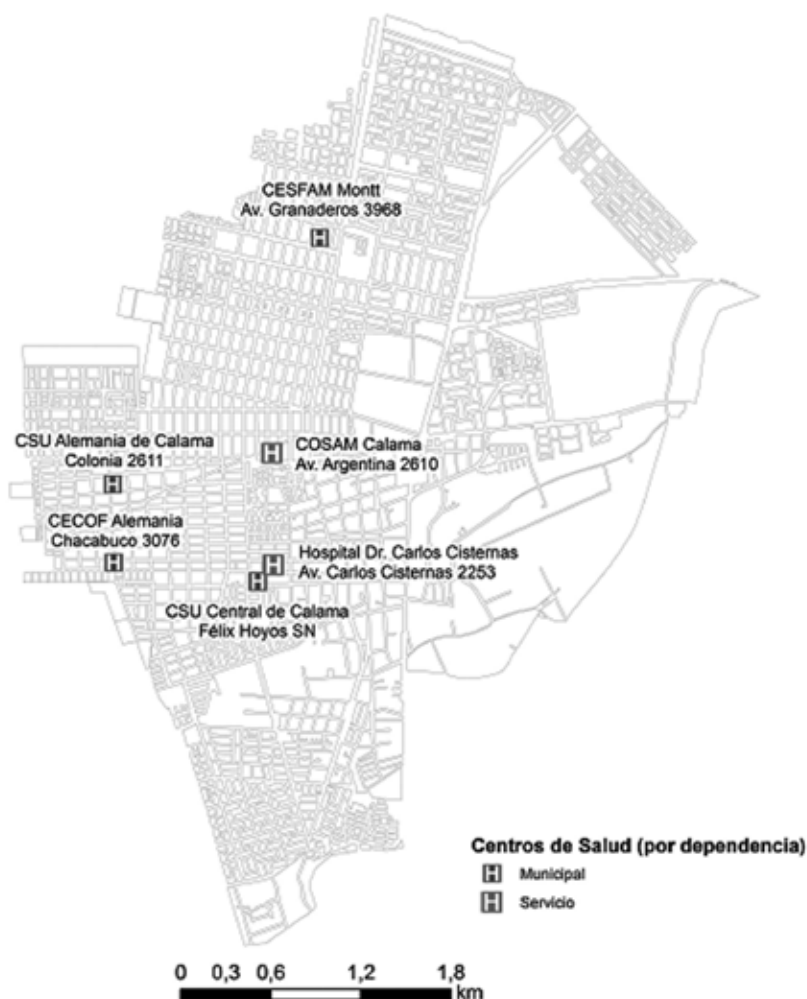 CESFAM Montt
Av. Granaderos 3968
CSU Alemania de Calama
Colonia 2611
COSAM Calama
Av. Argentina 2610
CECOF Alemania
Chacabuco 3076
Hospital Dr. Carlos Cisternas
Av. Carlos Cisternas 2253
CSU Central de Calama
Félix Hoyos SN
Centros de Salud (por dependencia)
H Municipal
H Servicio
0 0,3 0,6 1,2 1,8
km